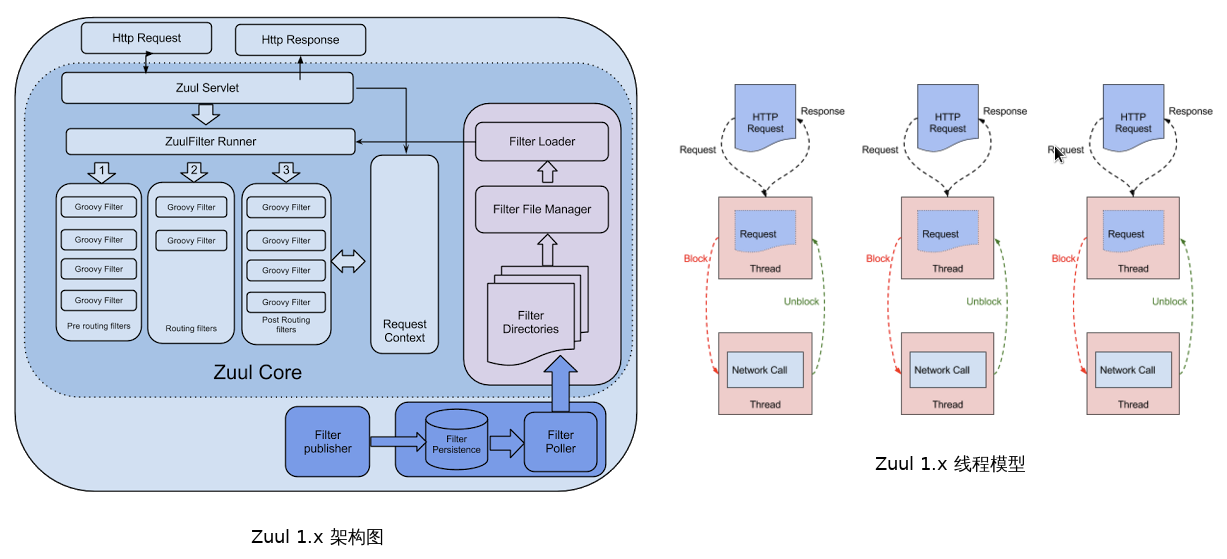 Http Request
Http Response
Zuul Servlet
ZuulFilter Runner
1
2
3
Groovy Filter
Groovy Filter
Groovy Filter
Groovy Filter
Pre routing filters
Groovy Filter
Groovy Filter
Routing filters
Groovy Filter
Groovy Filter
Groovy Filter
Groovy Filter
Post Routing
filters
Request
Context
Zuul Core
Filter Loader
Filter File Manager
Filter
Directories
Filter
publisher
Filter
Persistence
Filter
Poller
Zuul 1.x 架构图
HTTP
Request
Response
Request
Request
Thread
Block
Unblock
Network Call
Thread
HTTP
Request
Response
Request
Request
Thread
Block
Unblock
Network Call
Thread
HTTP
Request
Response
Request
Request
Thread
Block
Unblock
Network Call
Thread
Zuul 1.x 线程模型